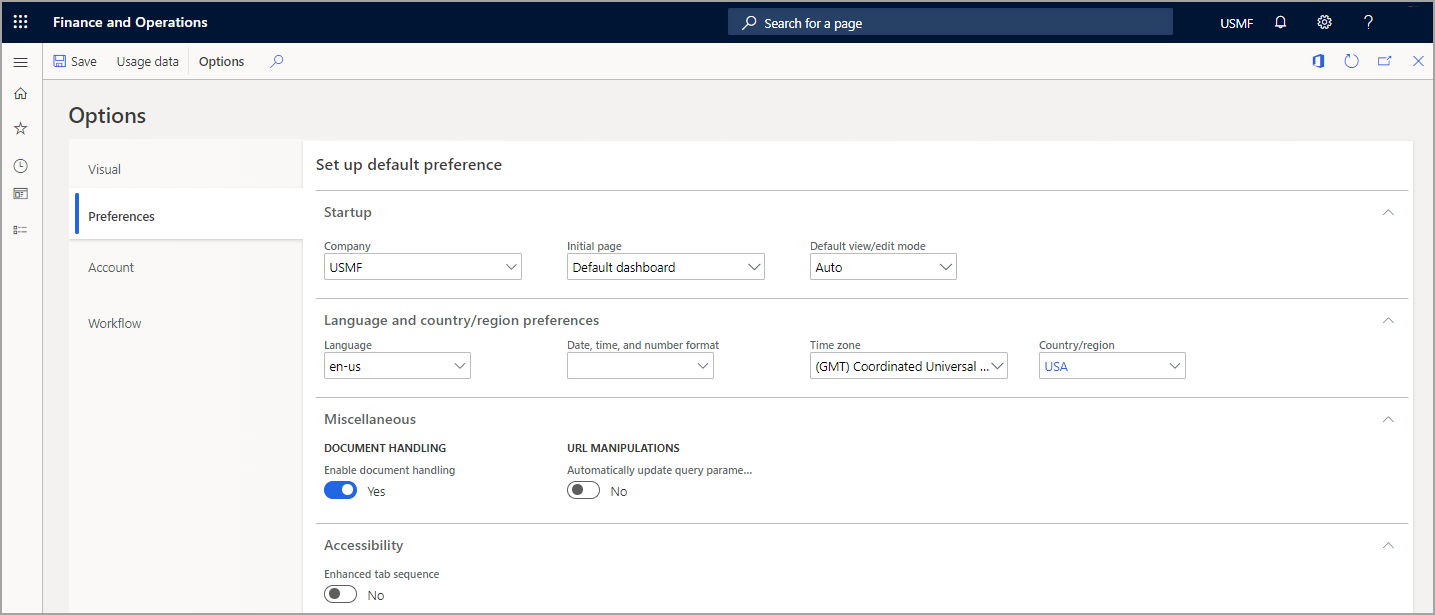 Finance and Operations
Search for a page
USMF
?
Save
Usage data
Options
Options
Visual
Preferences
Account
Workflow
Set up default preference
Startup
Company
Initial page
Default view/edit mode
USMF
Default dashboard
Auto
Language and country/region preferences
Language
Date, time, and number format
Time zone
Country/region
en-us
(GMT) Coordinated Universal ...
USA
Miscellaneous
DOCUMENT HANDLING
URL MANIPULATIONS
Enable document handling
Automatically update query parame...
Yes
No
Accessibility
Enhanced tab sequence
No